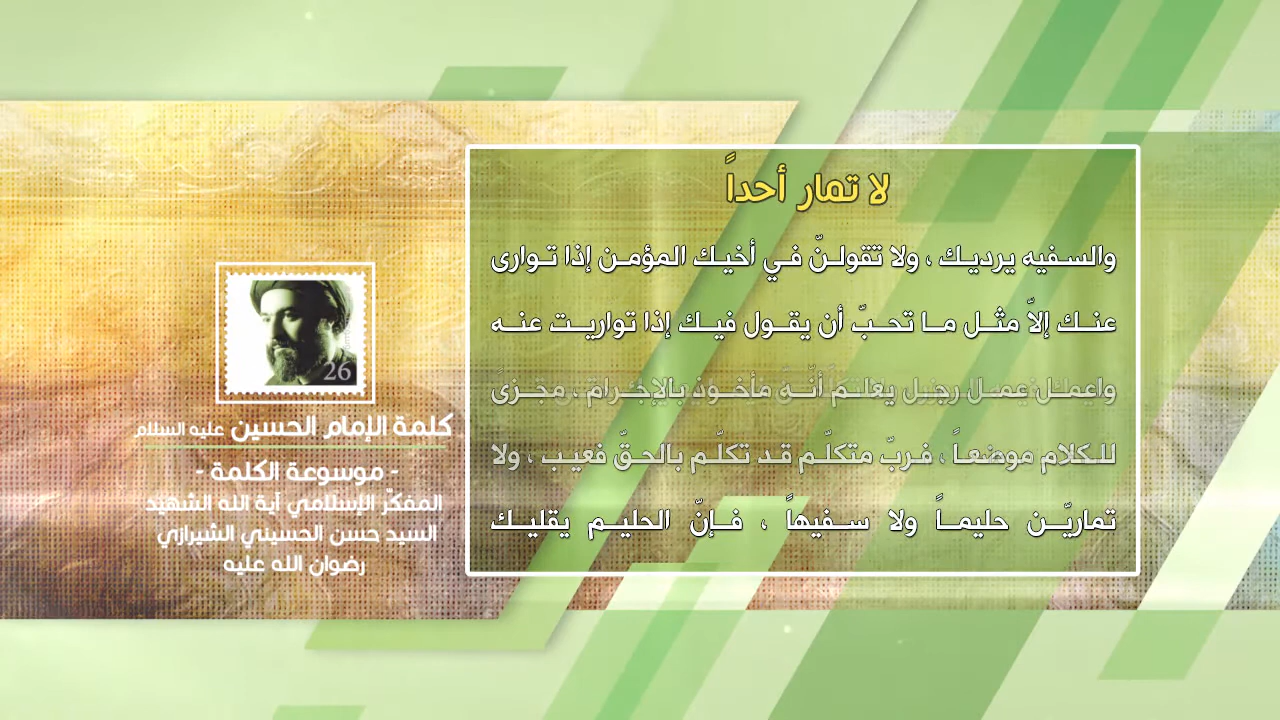 لا تمار أحداً
والسفيه يرديك ، ولا تقولنّ في أخيك المؤمن إذا توارى
عنك إلاّ مثل ما تحبّ أن يقول فيك إذا تواريت عنه
واعمل عمل رجل يعلم أنّه مأخوذ بالإجرام ، مجزىً
للكلام موضعاً ، فربّ متكلّم قد تكلّم بالحقّ فعيب ، ولا
تماريّن حليماً ولا سفيهاً ، فإنّ الحليم يقليك
26
كلمة الإمام الحسين عليه السلام
- موسوعة الكلمة -
المفكّر الإسلامي آية الله الشهيد
السيد حسن الحسيني الشيرازي
رضوان الله عليه